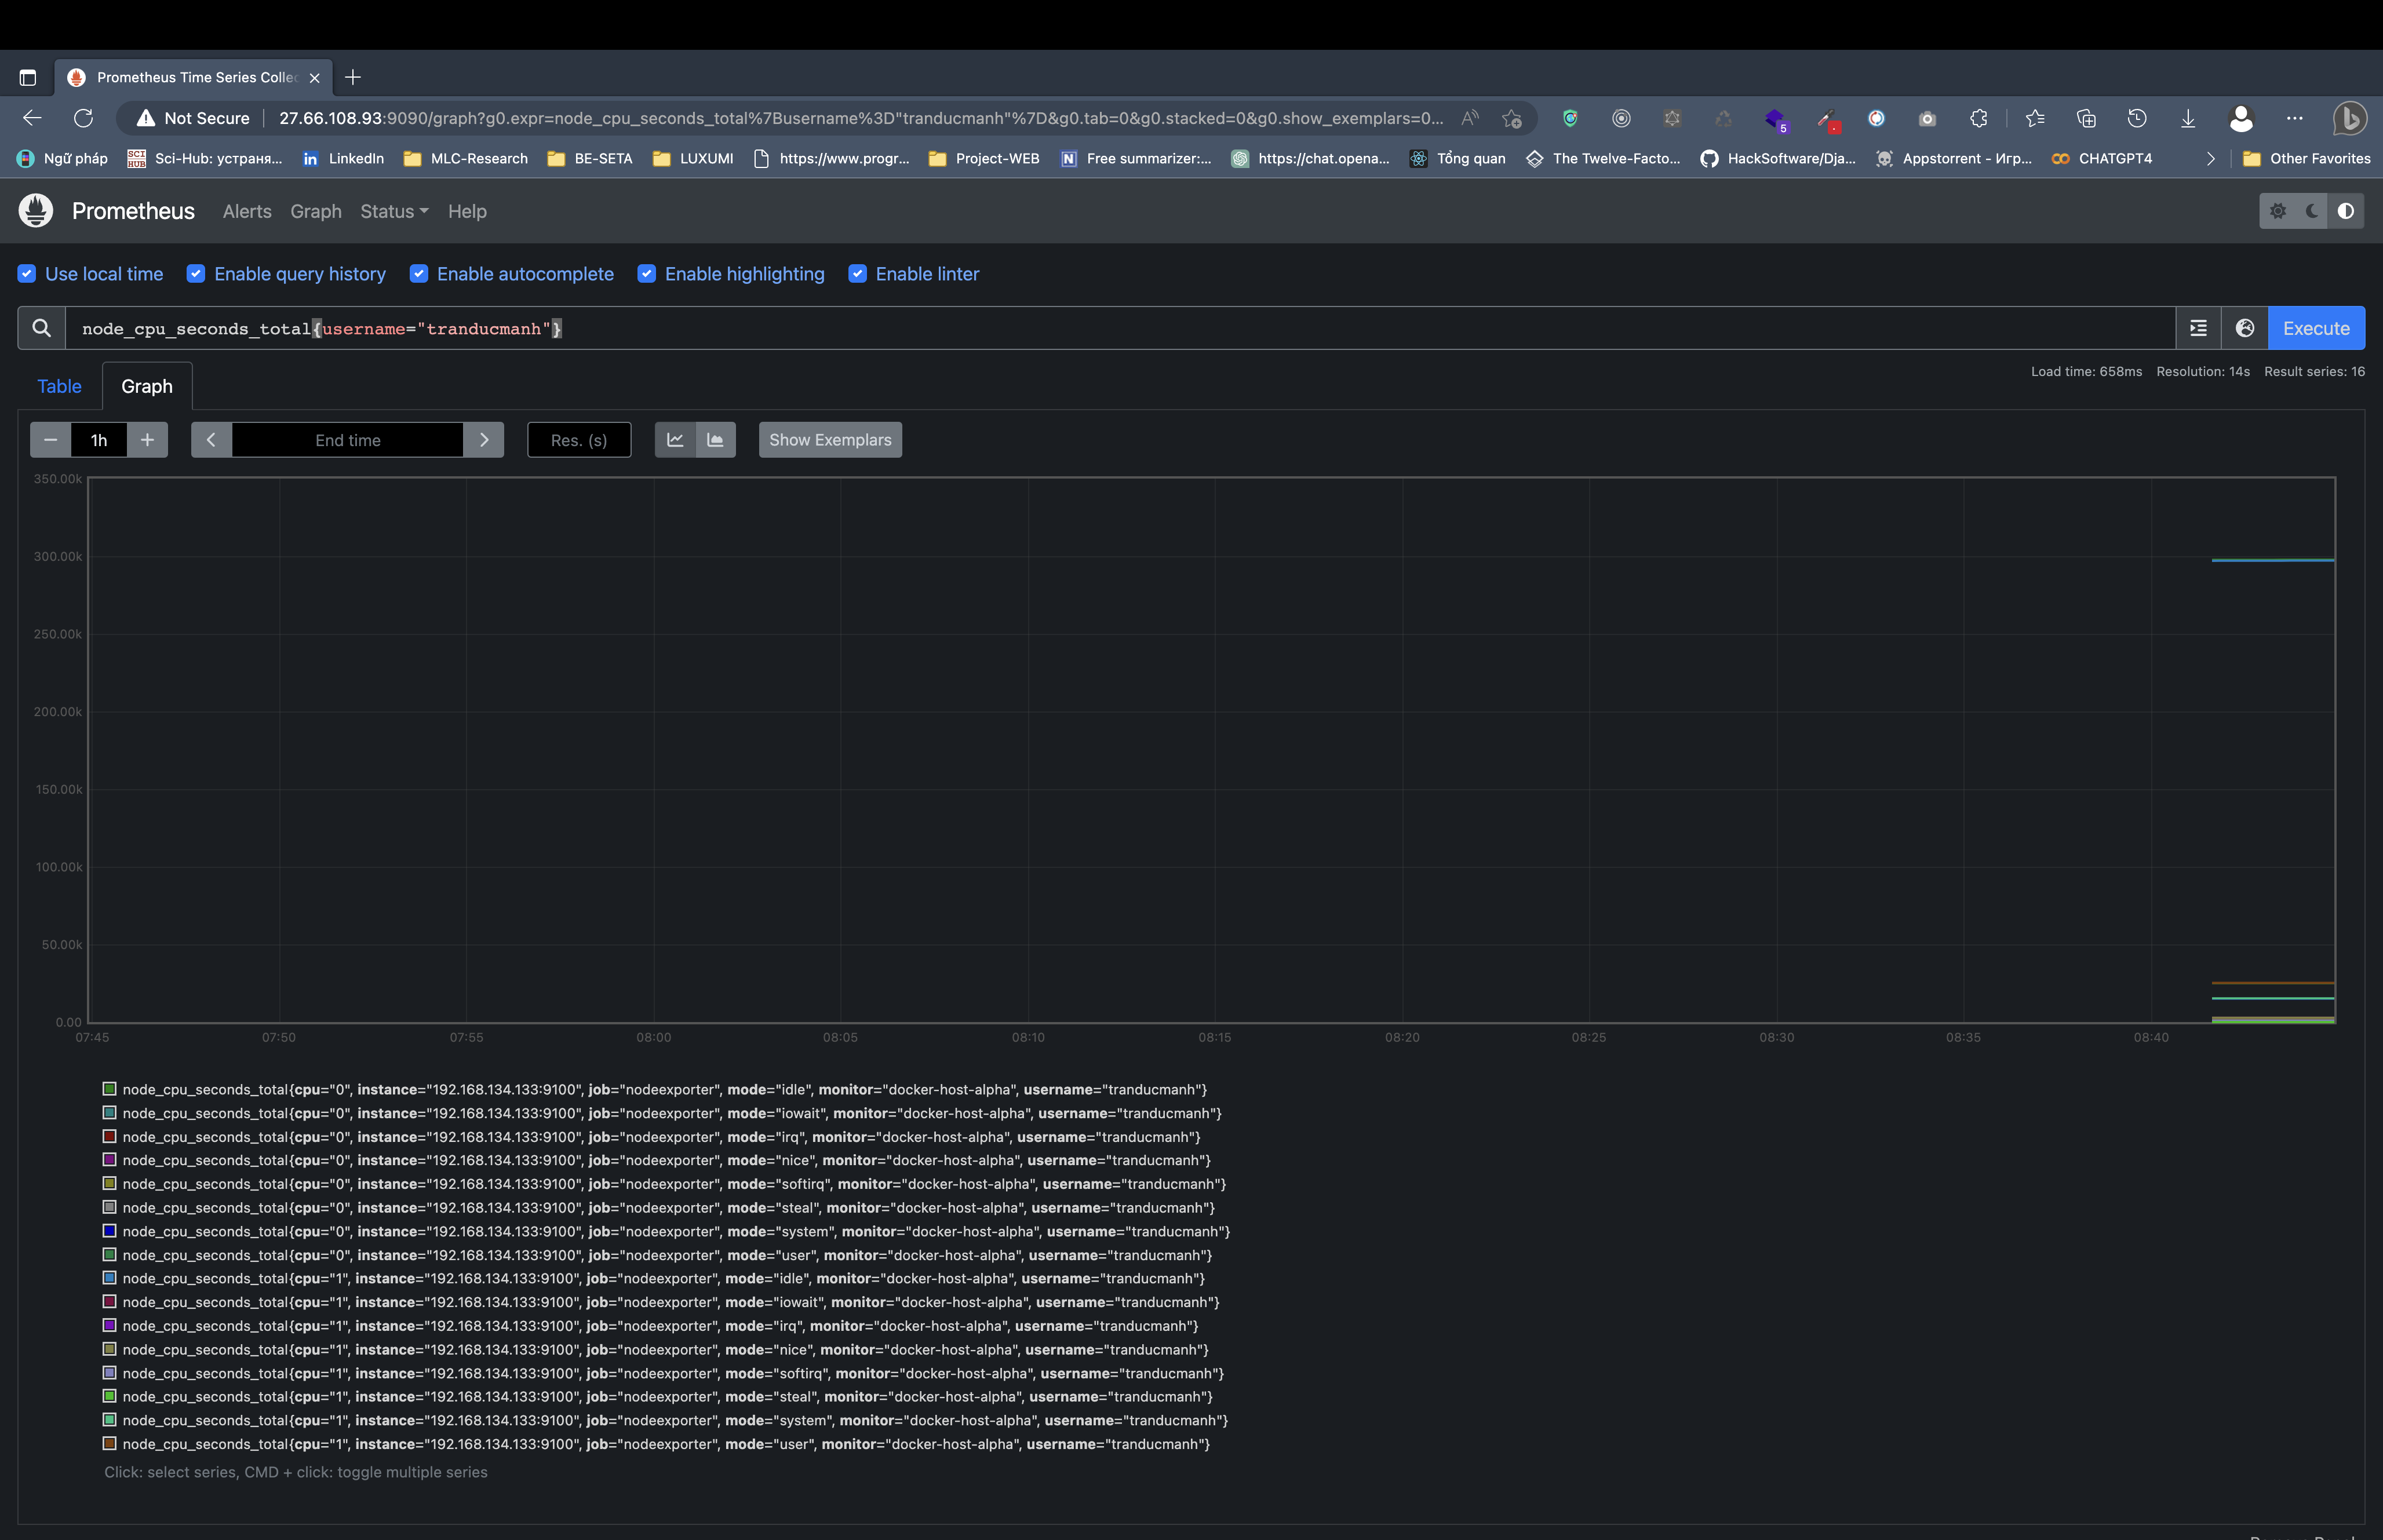 Prometheus Time Series Collec
Not Secure 27.66.108.93:9090/graph?g0.expr=node_cpu_seconds_total%7Busername%3D"tranducmanh"%7D&g0.tab=0&g0.stacked=0&g0.show_exemplars=0... 5
Ngữ pháp SCI HUB Sci-Hub: устраня... in LinkedIn MLC-Research BE-SETA LUXUMI https://www.progr... Project-WEB N Free summarizer:... https://chat.opena... Tổng quan The Twelve-Facto... HackSoftware/Dja... Appstorrent - Игр... CHATGPT4 Other Favorites
Prometheus Alerts Graph Status Help
Use local time Enable query history Enable autocomplete Enable highlighting Enable linter
node_cpu_seconds_total{username="tranducmanh"} Execute
Load time: 658ms Resolution: 14s Result series: 16
Table Graph
1h End time Res. (s) Show Exemplars
350.00k
300.00k
250.00k
200.00k
150.00k
100.00k
50.00k
0.00
07:45 07:50 07:55 08:00 08:05 08:10 08:15 08:20 08:25 08:30 08:35 08:40
node_cpu_seconds_total{cpu="0", instance="192.168.134.133:9100", job="nodeexporter", mode="idle", monitor="docker-host-alpha", username="tranducmanh"}
node_cpu_seconds_total{cpu="0", instance="192.168.134.133:9100", job="nodeexporter", mode="iowait", monitor="docker-host-alpha", username="tranducmanh"}
node_cpu_seconds_total{cpu="0", instance="192.168.134.133:9100", job="nodeexporter", mode="irq", monitor="docker-host-alpha", username="tranducmanh"}
node_cpu_seconds_total{cpu="0", instance="192.168.134.133:9100", job="nodeexporter", mode="nice", monitor="docker-host-alpha", username="tranducmanh"}
node_cpu_seconds_total{cpu="0", instance="192.168.134.133:9100", job="nodeexporter", mode="softirq", monitor="docker-host-alpha", username="tranducmanh"}
node_cpu_seconds_total{cpu="0", instance="192.168.134.133:9100", job="nodeexporter", mode="steal", monitor="docker-host-alpha", username="tranducmanh"}
node_cpu_seconds_total{cpu="0", instance="192.168.134.133:9100", job="nodeexporter", mode="system", monitor="docker-host-alpha", username="tranducmanh"}
node_cpu_seconds_total{cpu="0", instance="192.168.134.133:9100", job="nodeexporter", mode="user", monitor="docker-host-alpha", username="tranducmanh"}
node_cpu_seconds_total{cpu="1", instance="192.168.134.133:9100", job="nodeexporter", mode="idle", monitor="docker-host-alpha", username="tranducmanh"}
node_cpu_seconds_total{cpu="1", instance="192.168.134.133:9100", job="nodeexporter", mode="iowait", monitor="docker-host-alpha", username="tranducmanh"}
node_cpu_seconds_total{cpu="1", instance="192.168.134.133:9100", job="nodeexporter", mode="irq", monitor="docker-host-alpha", username="tranducmanh"}
node_cpu_seconds_total{cpu="1", instance="192.168.134.133:9100", job="nodeexporter", mode="nice", monitor="docker-host-alpha", username="tranducmanh"}
node_cpu_seconds_total{cpu="1", instance="192.168.134.133:9100", job="nodeexporter", mode="softirq", monitor="docker-host-alpha", username="tranducmanh"}
node_cpu_seconds_total{cpu="1", instance="192.168.134.133:9100", job="nodeexporter", mode="steal", monitor="docker-host-alpha", username="tranducmanh"}
node_cpu_seconds_total{cpu="1", instance="192.168.134.133:9100", job="nodeexporter", mode="system", monitor="docker-host-alpha", username="tranducmanh"}
node_cpu_seconds_total{cpu="1", instance="192.168.134.133:9100", job="nodeexporter", mode="user", monitor="docker-host-alpha", username="tranducmanh"}
Click: select series, CMD + click: toggle multiple series